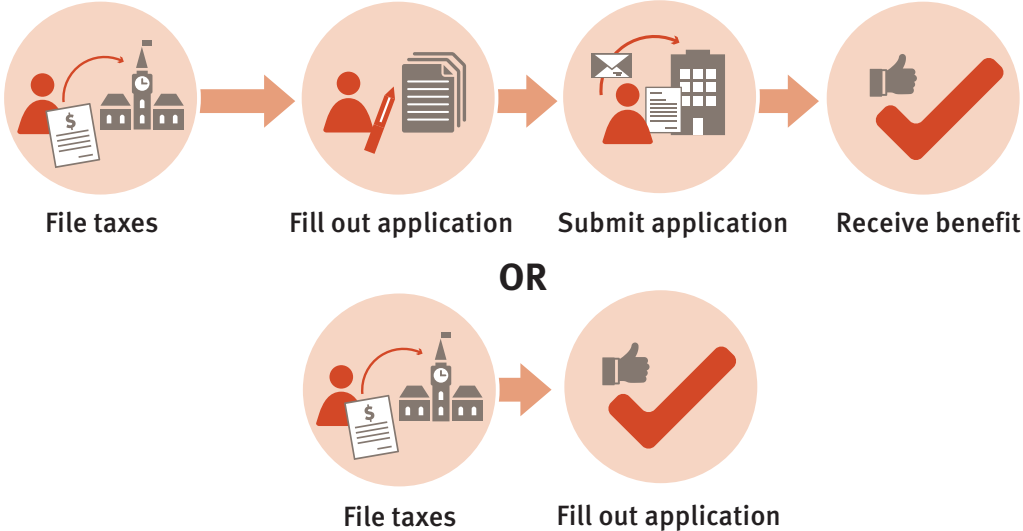 $
File taxes
Fill out application
Submit application
Receive benefit
OR
$
File taxes
Fill out application